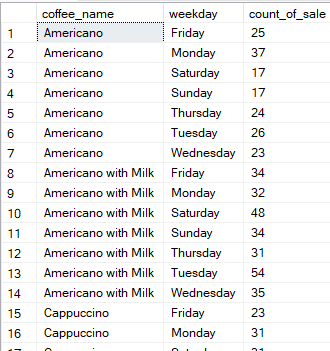 coffee_name weekday count_of_sale
1 Americano Friday 25
2 Americano Monday 37
3 Americano Saturday 17
4 Americano Sunday 17
5 Americano Thursday 24
6 Americano Tuesday 26
7 Americano Wednesday 23
8 Americano with Milk Friday 34
9 Americano with Milk Monday 32
10 Americano with Milk Saturday 48
11 Americano with Milk Sunday 34
12 Americano with Milk Thursday 31
13 Americano with Milk Tuesday 54
14 Americano with Milk Wednesday 35
15 Cappuccino Friday 23
16 Cappuccino Monday 31